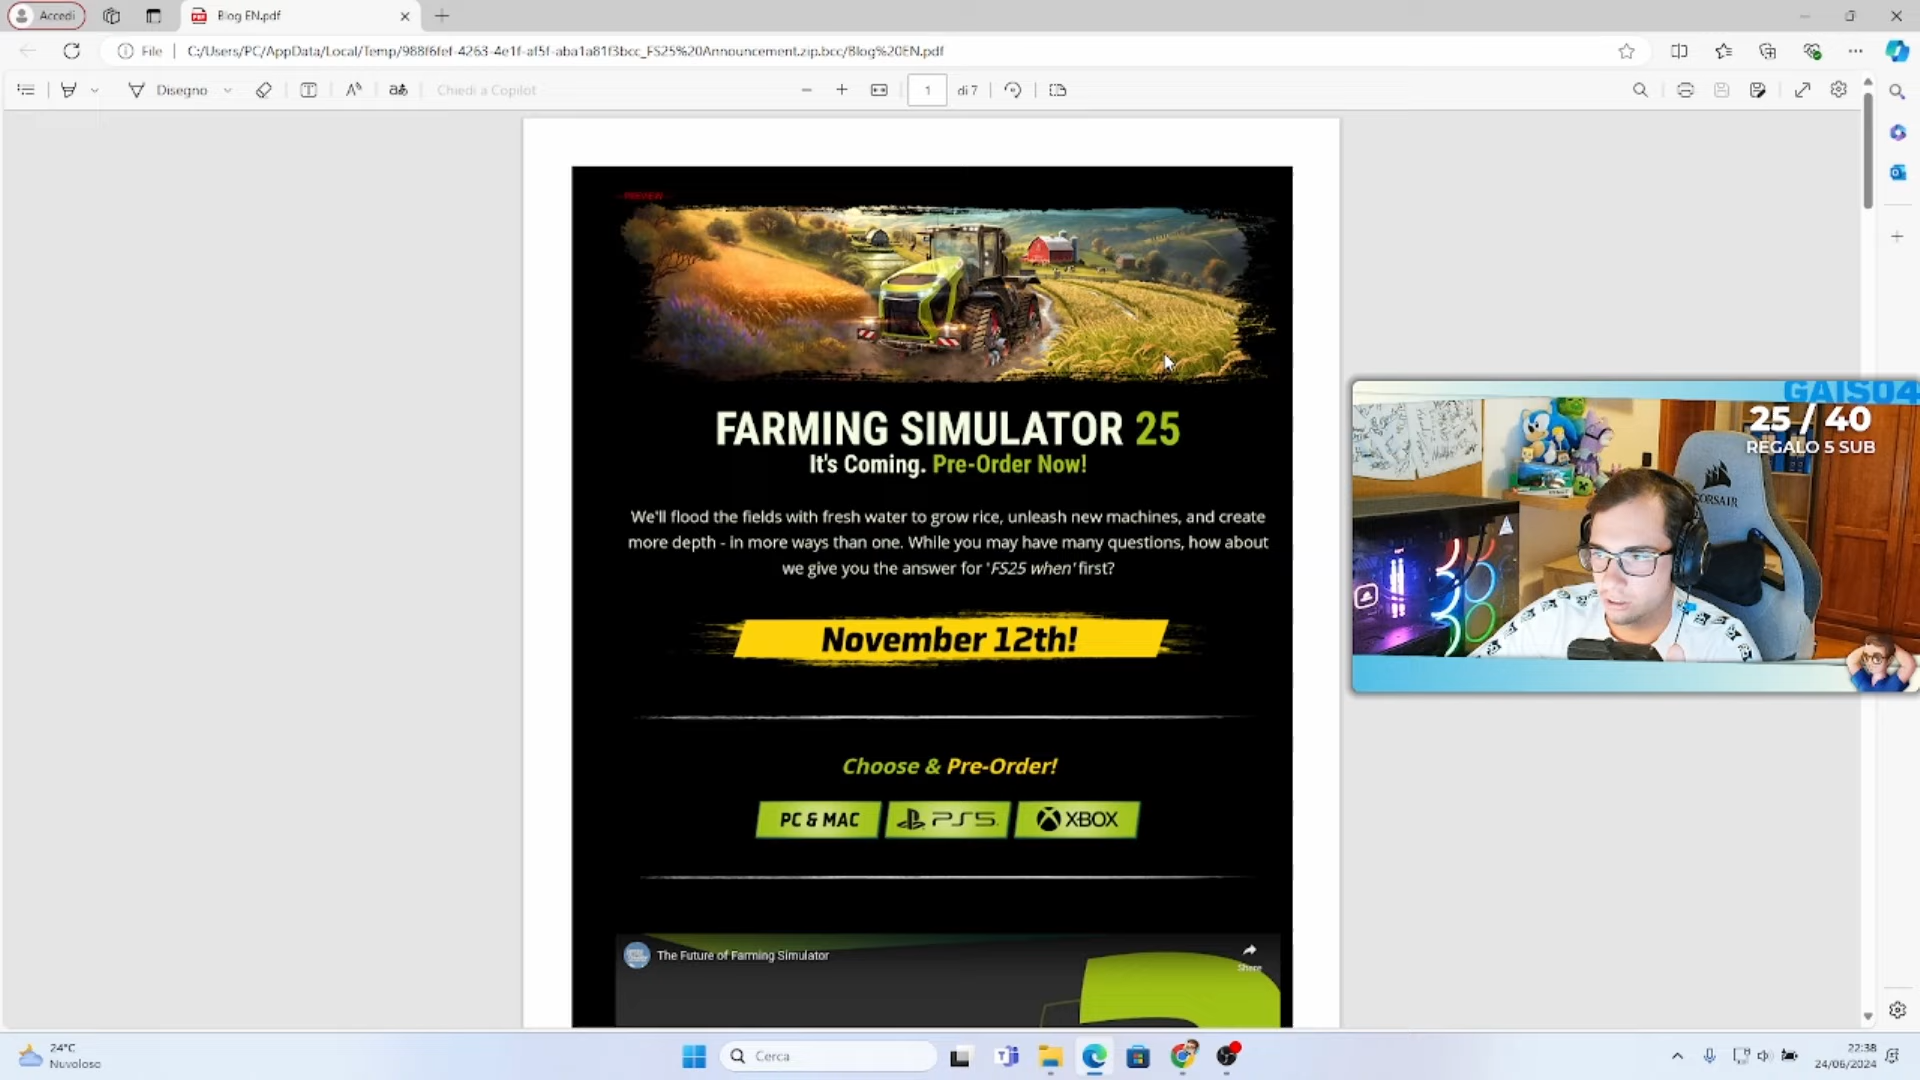 Accedi
Blog EN.pdf
File
C:/Users/PC/AppData/Local/Temp/988f6fef-4263-4e1f-af5f-aba1a81f3bcc_FS25%20Announcement.zip.bcc/Blog%20EN.pdf
Disegno
Chiedi a Copilot
1 di 7
PREVIEW
FARMING SIMULATOR 25
It's Coming. Pre-Order Now!
We'll flood the fields with fresh water to grow rice, unleash new machines, and create
more depth - in more ways than one. While you may have many questions, how about
we give you the answer for 'FS25 when' first?
November 12th!
Choose & Pre-Order!
PC & MAC
PS5
XBOX
The Future of Farming Simulator
Share
GAIS04
25 / 40
REGALO 5 SUB
CORSAIR
24°C
Nuvoloso
Cerca
22:38
24/06/2024